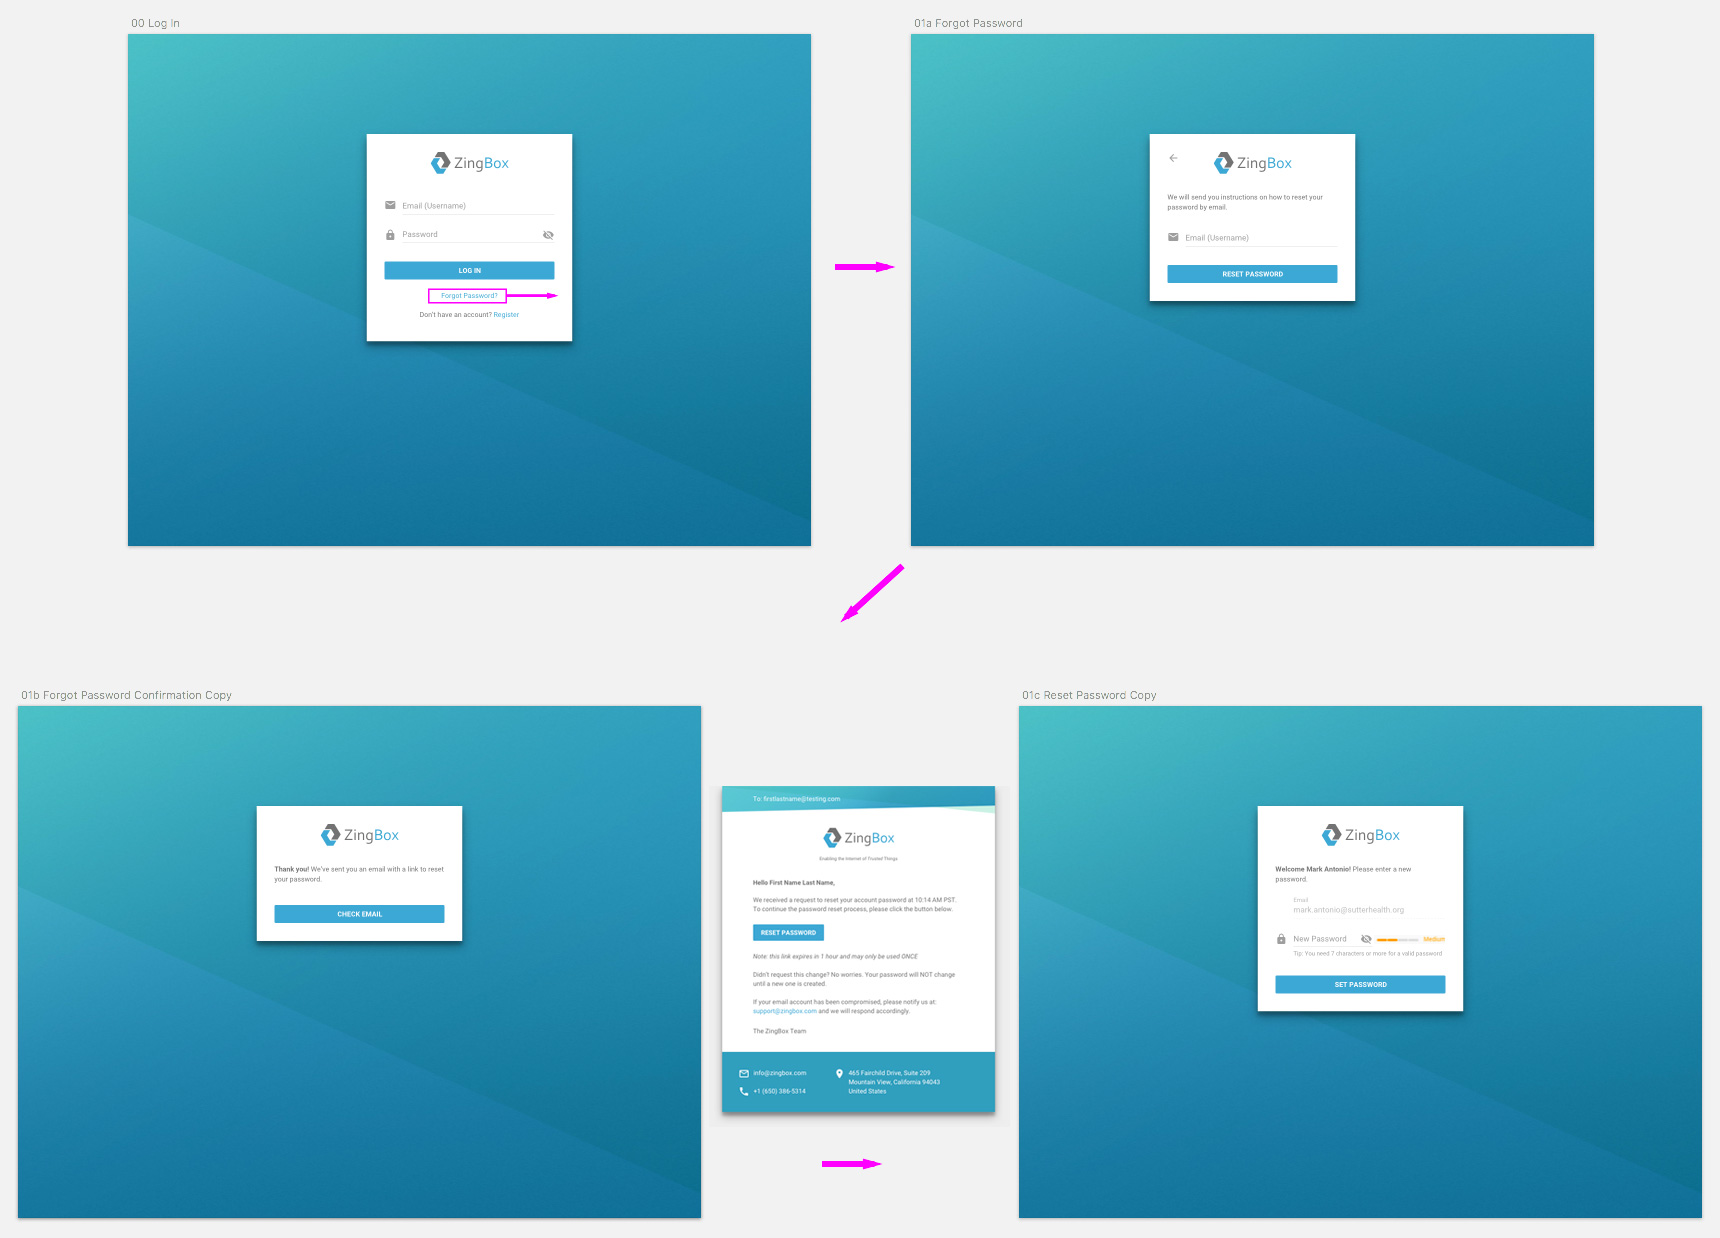 00 Log In
ZingBox
Email (Username)
Password
LOG IN
Forgot Password?
Don't have an account? Register
01a Forgot Password
ZingBox
We will send you instructions on how to reset your
password by email.
Email (Username)
RESET PASSWORD
01b Forgot Password Confirmation Copy
ZingBox
Thank you! We've sent you an email with a link to reset
your password.
CHECK EMAIL
To: firstlastname@testing.com
ZingBox
Enabling the Internet of Trusted Things
Hello First Name Last Name,
We received a request to reset your account password at 10:14 AM PST.
To continue the password reset process, please click the button below.
RESET PASSWORD
Note: this link expires in 1 hour and may only be used ONCE
Didn't request this change? No worries. Your password will NOT change
until a new one is created.
If your email account has been compromised, please notify us at:
support@zingbox.com and we will respond accordingly.
The ZingBox Team
info@zingbox.com
+1 (650) 386-5314
465 Fairchild Drive, Suite 209
Mountain View, California 94043
United States
01c Reset Password Copy
ZingBox
Welcome Mark Antonio! Please enter a new
password.
Email
mark.antonio@sutterhealth.org
New Password
Medium
Tip: You need 7 characters or more for a valid password
SET PASSWORD